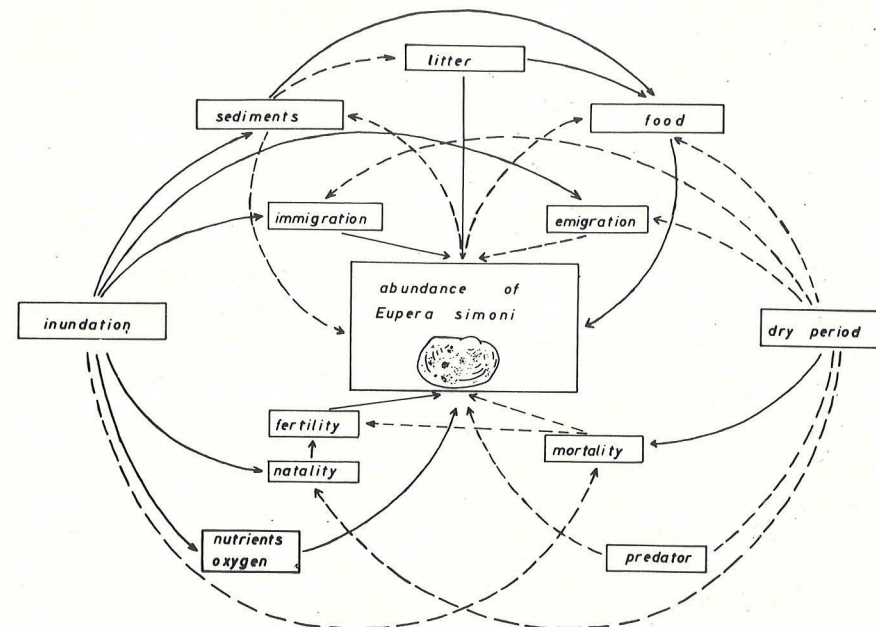 litter
sediments
food
immigration
emigration
abundance of
Eupera simoni
inundation
dry period
fertility
mortality
natality
nutrients
oxygen
predator